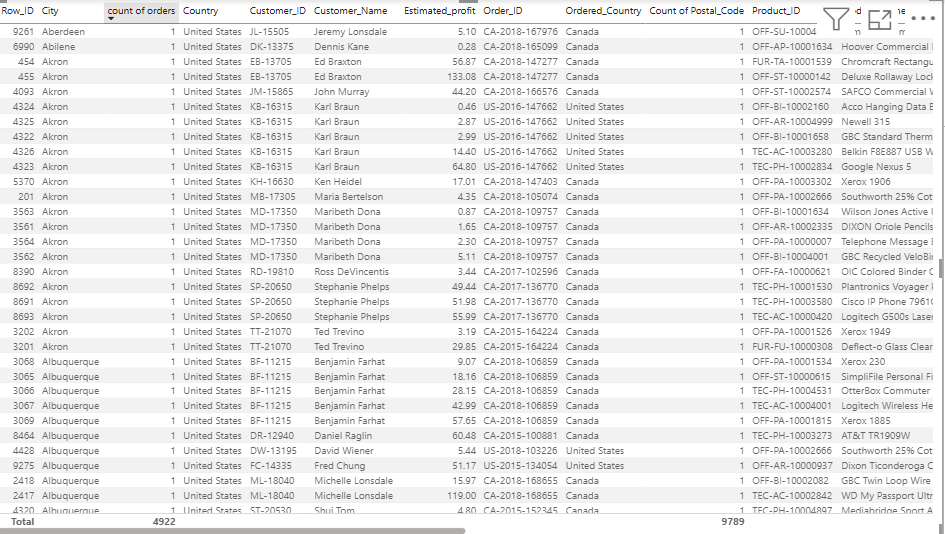 Row_ID City count of orders Country Customer_ID Customer_Name Estimated_profit Order_ID Ordered_Country Count of Postal_Code Product_ID
9261 Aberdeen 1 United States JL-15505 Jeremy Lonsdale 5.10 CA-2018-167976 Canada 1 OFF-SU-10004
6990 Abilene 1 United States DK-13375 Dennis Kane 0.28 CA-2018-165099 Canada 1 OFF-AP-10001634 Hoover Commercial
454 Akron 1 United States EB-13705 Ed Braxton 56.87 CA-2018-147277 Canada 1 FUR-TA-10001539 Chromcraft Rectangu
455 Akron 1 United States EB-13705 Ed Braxton 133.08 CA-2018-147277 Canada 1 OFF-ST-10000142 Deluxe Rollaway Lock
4093 Akron 1 United States JM-15865 John Murray 44.20 CA-2018-166576 Canada 1 OFF-ST-10002574 SAFCO Commercial
4324 Akron 1 United States KB-16315 Karl Braun 0.46 US-2016-147662 United States 1 OFF-BI-10002160 Acco Hanging Data B
4325 Akron 1 United States KB-16315 Karl Braun 2.87 US-2016-147662 United States 1 OFF-AR-10004999 Newell 315
4322 Akron 1 United States KB-16315 Karl Braun 2.99 US-2016-147662 United States 1 OFF-BI-10001658 GBC Standard Therm
4326 Akron 1 United States KB-16315 Karl Braun 14.40 US-2016-147662 United States 1 TEC-AC-10003280 Belkin F8E887 USB W
4323 Akron 1 United States KB-16315 Karl Braun 64.80 US-2016-147662 United States 1 TEC-PH-10002834 Google Nexus 5
5370 Akron 1 United States KH-16630 Ken Heidel 17.01 CA-2018-147403 Canada 1 OFF-PA-10003302 Xerox 1906
201 Akron 1 United States MB-17305 Maria Bertelson 4.35 CA-2018-105074 Canada 1 OFF-PA-10002666 Southworth 25% Cot
3563 Akron 1 United States MD-17350 Maribeth Dona 0.87 CA-2018-109757 Canada 1 OFF-BI-10001634 Wilson Jones Active
3561 Akron 1 United States MD-17350 Maribeth Dona 1.65 CA-2018-109757 Canada 1 OFF-AR-10002335 DIXON Oriole Pencils
3564 Akron 1 United States MD-17350 Maribeth Dona 2.30 CA-2018-109757 Canada 1 OFF-PA-10000007 Telephone Message
3562 Akron 1 United States MD-17350 Maribeth Dona 5.11 CA-2018-109757 Canada 1 OFF-BI-10004001 GBC Recycled VeloBi
8390 Akron 1 United States RD-19810 Ross DeVincentis 3.44 CA-2017-102596 Canada 1 OFF-FA-10000621 OIC Colored Binder C
8692 Akron 1 United States SP-20650 Stephanie Phelps 49.44 CA-2017-136770 Canada 1 TEC-PH-10001530 Plantronics Voyager
8691 Akron 1 United States SP-20650 Stephanie Phelps 51.98 CA-2017-136770 Canada 1 TEC-PH-10003580 Cisco IP Phone 7961
8693 Akron 1 United States SP-20650 Stephanie Phelps 55.99 CA-2017-136770 Canada 1 TEC-AC-10000420 Logitech G500s Laser
3202 Akron 1 United States TT-21070 Ted Trevino 3.19 CA-2015-164224 Canada 1 OFF-PA-10001526 Xerox 1949
3201 Akron 1 United States TT-21070 Ted Trevino 29.85 CA-2015-164224 Canada 1 FUR-FU-10000308 Deflect-o Glass Clear
3068 Albuquerque 1 United States BF-11215 Benjamin Farhat 9.07 CA-2018-106859 Canada 1 OFF-PA-10001534 Xerox 230
3065 Albuquerque 1 United States BF-11215 Benjamin Farhat 18.16 CA-2018-106859 Canada 1 OFF-ST-10000615 SimpliFile Personal Fi
3066 Albuquerque 1 United States BF-11215 Benjamin Farhat 28.15 CA-2018-106859 Canada 1 TEC-PH-10004531 OtterBox Commuter
3067 Albuquerque 1 United States BF-11215 Benjamin Farhat 42.99 CA-2018-106859 Canada 1 TEC-AC-10004001 Logitech Wireless He
3069 Albuquerque 1 United States BF-11215 Benjamin Farhat 57.65 CA-2018-106859 Canada 1 OFF-PA-10001815 Xerox 1885
8464 Albuquerque 1 United States DR-12940 Daniel Raglin 60.48 CA-2015-100881 Canada 1 TEC-PH-10003273 AT&T TR1909W
4428 Albuquerque 1 United States DW-13195 David Wiener 5.44 US-2018-103226 United States 1 OFF-PA-10002666 Southworth 25% Cot
9275 Albuquerque 1 United States FC-14335 Fred Chung 51.17 US-2015-134054 United States 1 OFF-AR-10000937 Dixon Ticonderoga C
2418 Albuquerque 1 United States ML-18040 Michelle Lonsdale 15.97 CA-2018-168655 Canada 1 OFF-BI-10002082 GBC Twin Loop Wire
2417 Albuquerque 1 United States ML-18040 Michelle Lonsdale 119.00 CA-2018-168655 Canada 1 TEC-AC-10002842 WD My Passport Ultr
4320 Albuquerque 1 United States ST-20530 Shui Tom 4.80 CA-2015-152345 Canada 1 TEC-PH-10004897 Mediabridge Sport A
Total 4922 9789